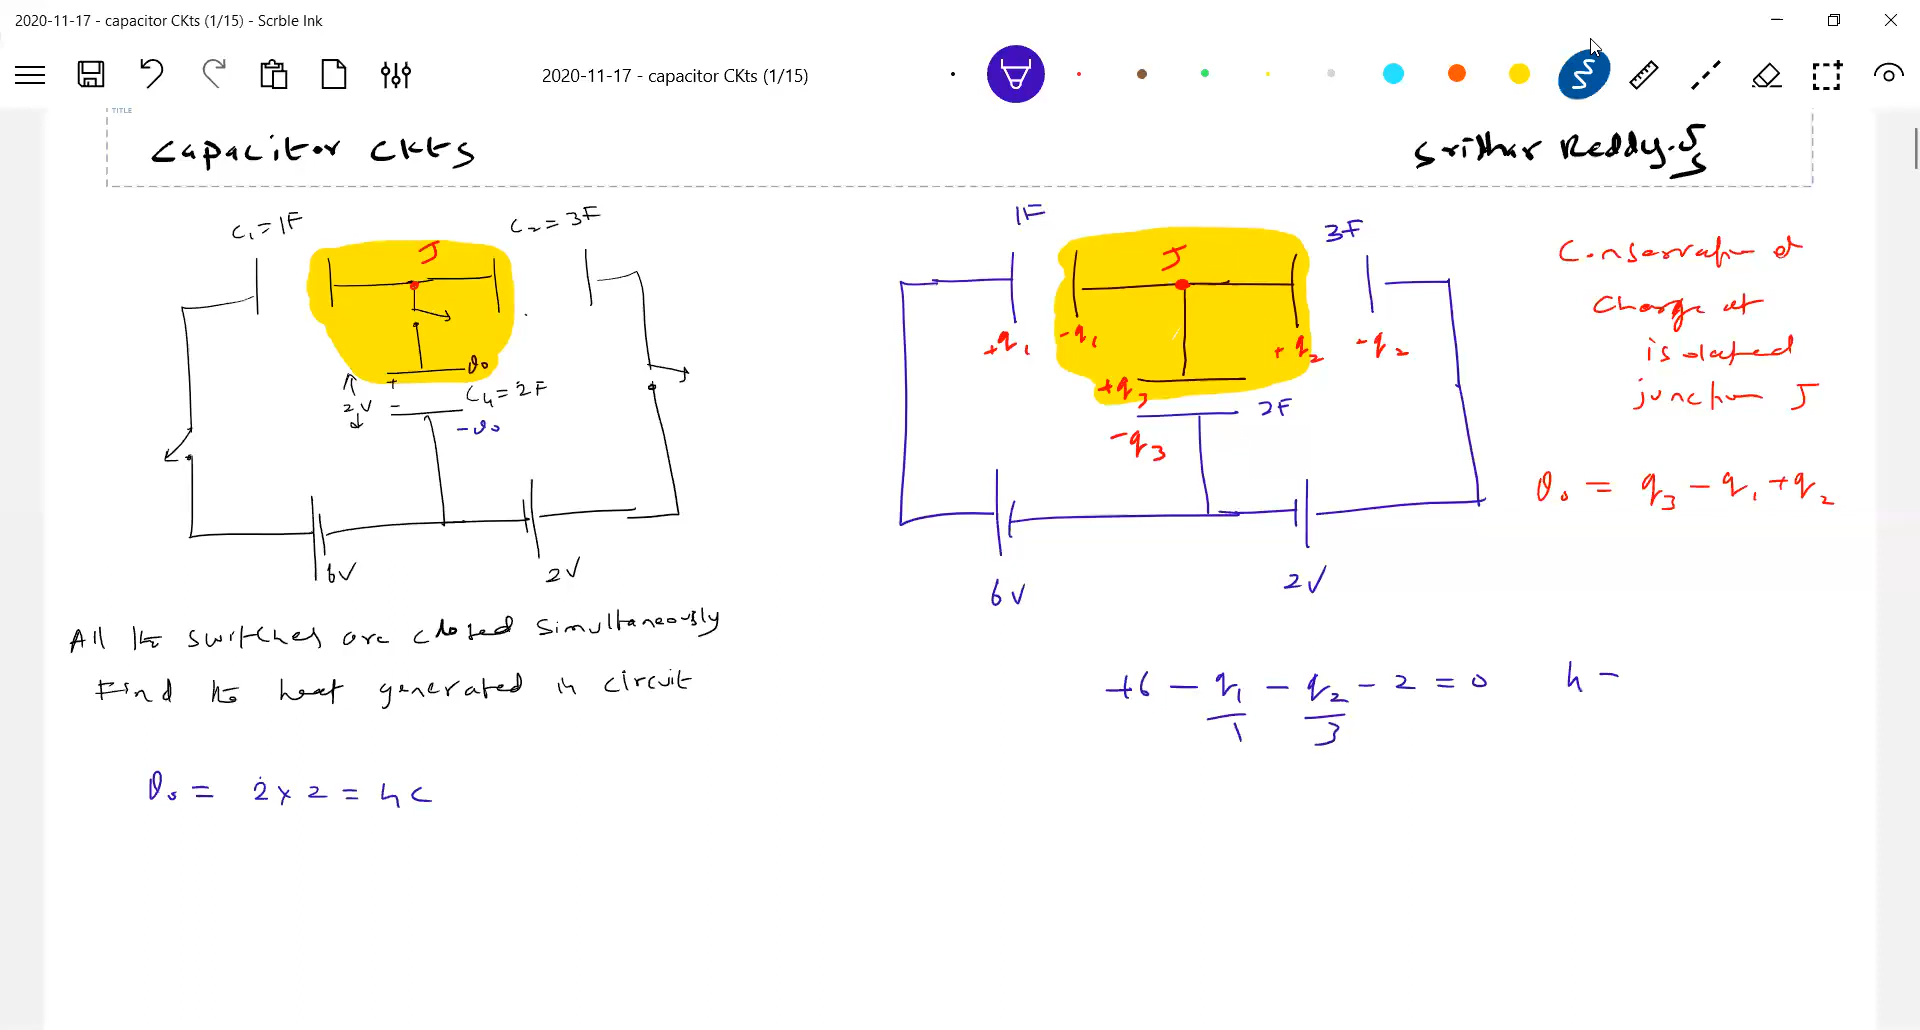 2020-11-17 - capacitor CKts (1/15) - Scrble Ink
2020-11-17 - capacitor CKts (1/15)
TITLE
Capacitor CKts
Srithar Reddy.S
C₁ = 1F
C₂ = 3F
J
+
Q₀
2V
-
C₄ = 2F
-Q₀
6V
2V
All the switches are closed simultaneously
Find the heat generated in circuit
Q₀ = 2 × 2 = 4C
1F
3F
J
+q₁
-q₁
+q₂
-q₂
+q₃
-q₃
2F
6V
2V
Conservation of
Charge at
isolated
junction J
Q₀ = q₃ - q₁ + q₂
+6 - q₁/1 - q₂/3 - 2 = 0
4 -